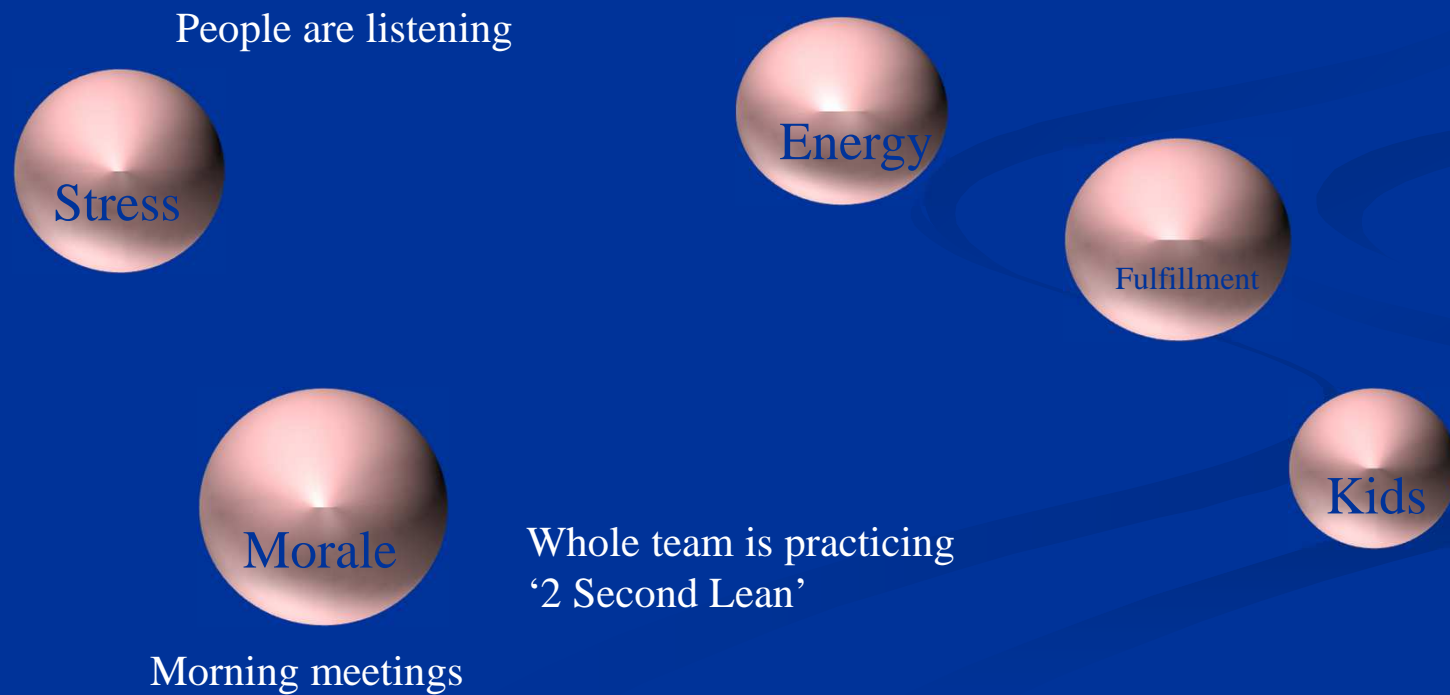 People are listening
Energy
Stress
Fulfillment
Kids
Morale
Whole team is practicing
‘2 Second Lean’
Morning meetings